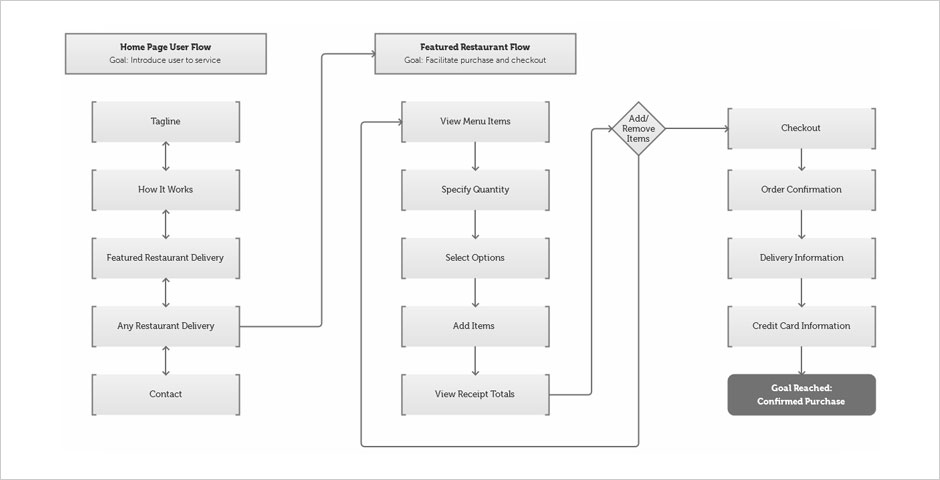 Home Page User Flow
Goal: Introduce user to service
Tagline
How It Works
Featured Restaurant Delivery
Any Restaurant Delivery
Contact
Featured Restaurant Flow
Goal: Facilitate purchase and checkout
View Menu Items
Specify Quantity
Select Options
Add Items
View Receipt Totals
Add/
Remove
Items
Checkout
Order Confirmation
Delivery Information
Credit Card Information
Goal Reached:
Confirmed Purchase